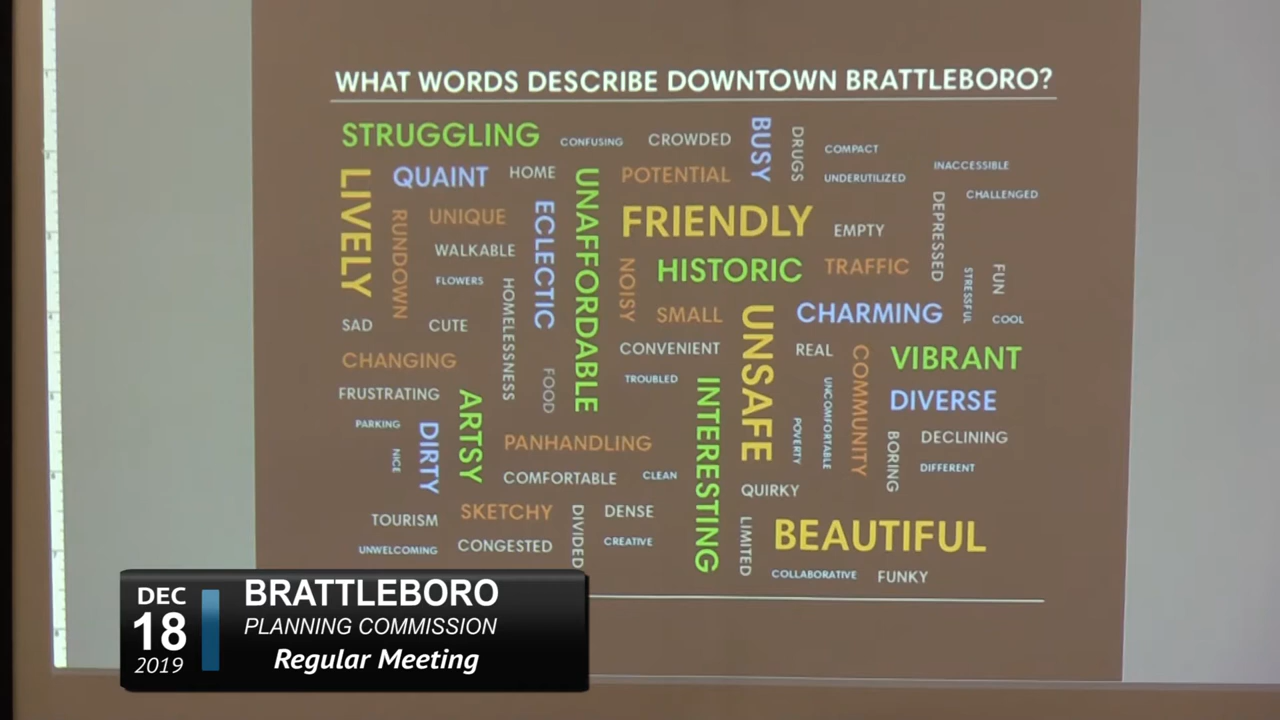 WHAT WORDS DESCRIBE DOWNTOWN BRATTLEBORO?
STRUGGLING
CONFUSING
CROWDED
BUSY
DRUGS
COMPACT
INACCESSIBLE
LIVELY
QUAINT
HOME
UNAFFORDABLE
POTENTIAL
UNDERUTILIZED
CHALLENGED
RUNDOWN
UNIQUE
ECLECTIC
FRIENDLY
EMPTY
DEPRESSED
WALKABLE
NOISY
HISTORIC
TRAFFIC
STRESSFUL
FUN
FLOWERS
HOMELESSNESS
SMALL
UNSAFE
CHARMING
COOL
SAD
CUTE
CONVENIENT
REAL
COMMUNITY
VIBRANT
CHANGING
FOOD
TROUBLED
INTERESTING
UNCOMFORTABLE
DIVERSE
FRUSTRATING
ARTSY
PARKING
DIRTY
PANHANDLING
POVERTY
BORING
DECLINING
NICE
COMFORTABLE
CLEAN
DIFFERENT
QUIRKY
TOURISM
SKETCHY
DIVIDED
DENSE
LIMITED
BEAUTIFUL
UNWELCOMING
CONGESTED
CREATIVE
COLLABORATIVE
FUNKY
DEC
18
2019
BRATTLEBORO
PLANNING COMMISSION
Regular Meeting